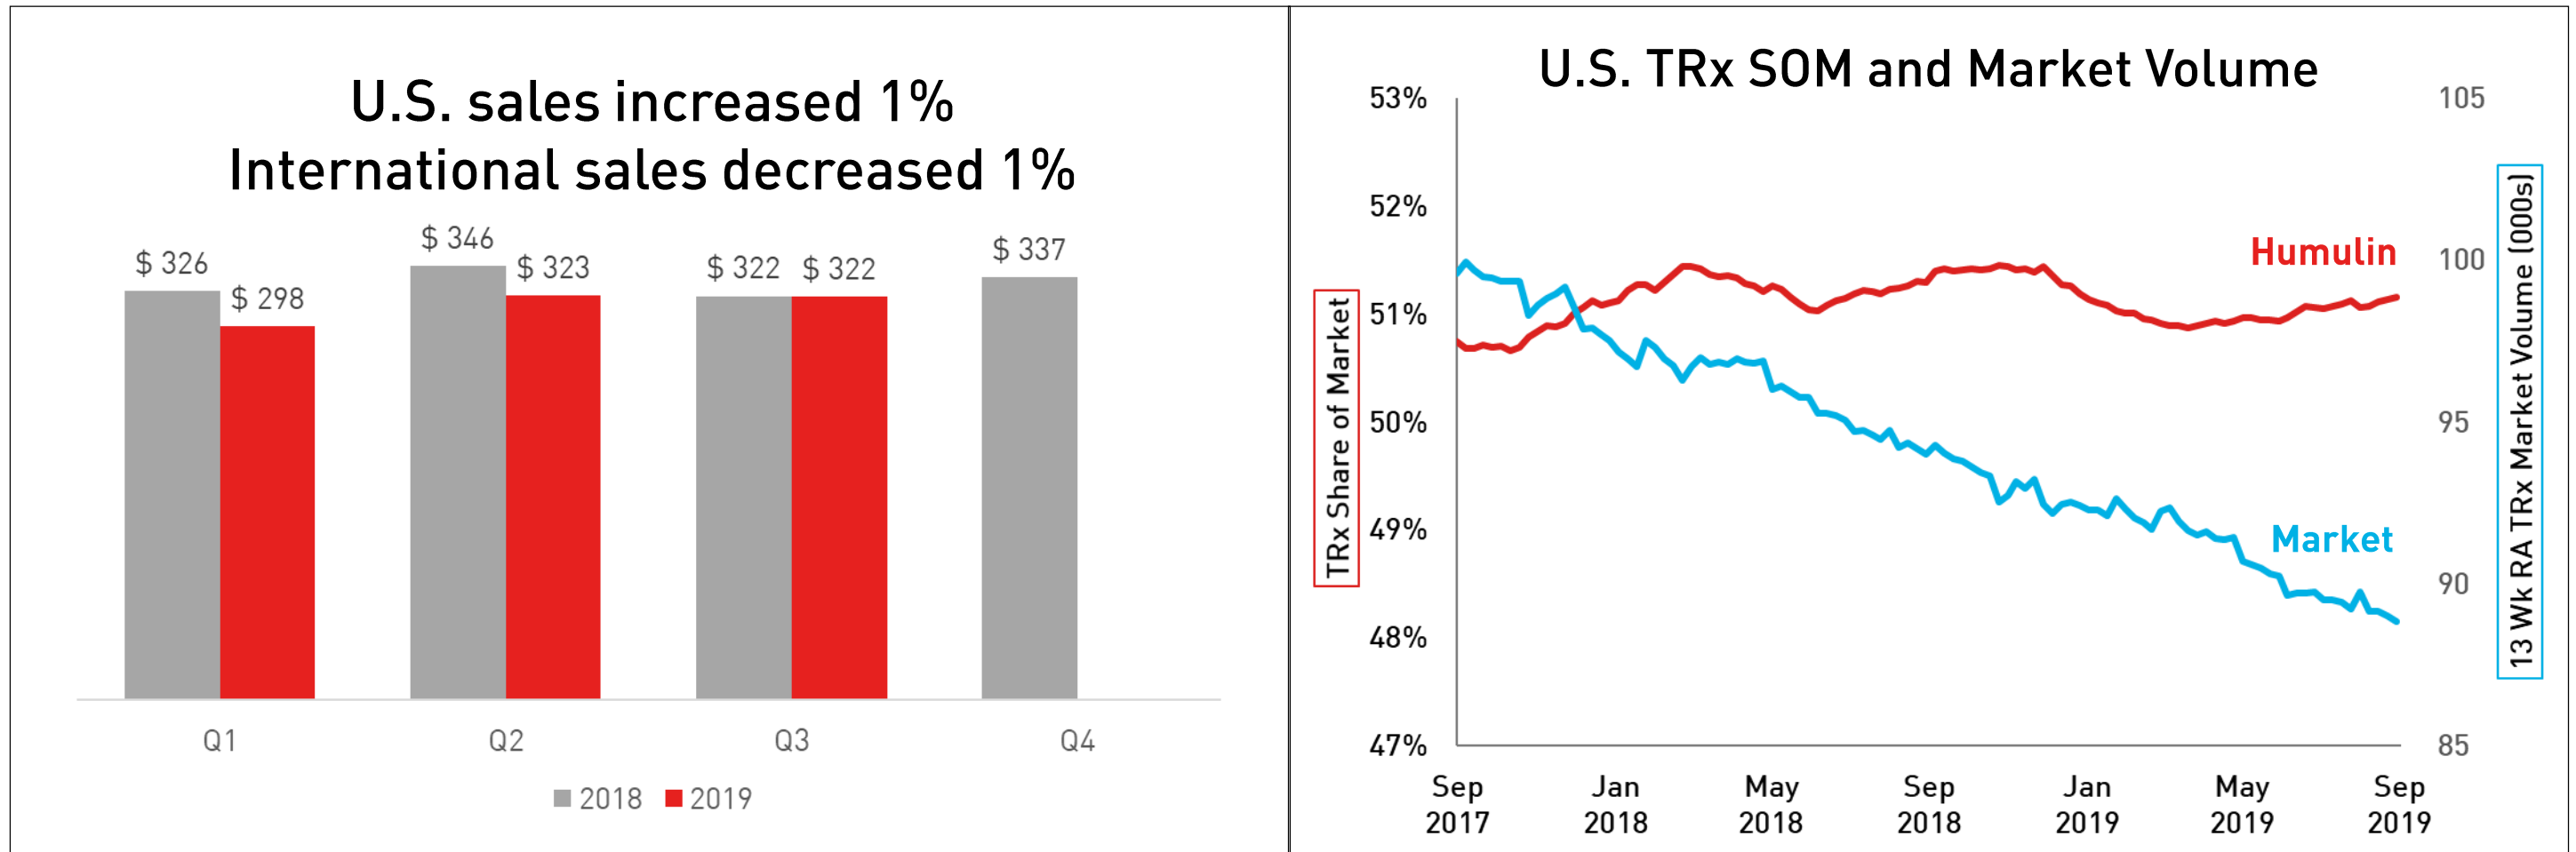 U.S. sales increased 1%
International sales decreased 1%
$ 326
$ 298
$ 346
$ 323
$ 322
$ 322
$ 337
Q1
Q2
Q3
Q4
2018
2019
U.S. TRx SOM and Market Volume
TRx Share of Market
53%
52%
51%
50%
49%
48%
47%
Humulin
Market
105
100
95
90
85
13 Wk RA TRx Market Volume (000s)
Sep
2017
Jan
2018
May
2018
Sep
2018
Jan
2019
May
2019
Sep
2019